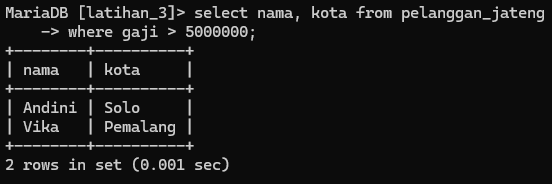 MariaDB [latihan_3]> select nama, kota from pelanggan_jateng
    -> where gaji > 5000000;
+--------+----------+
| nama   | kota     |
+--------+----------+
| Andini | Solo     |
| Vika   | Pemalang |
+--------+----------+
2 rows in set (0.001 sec)